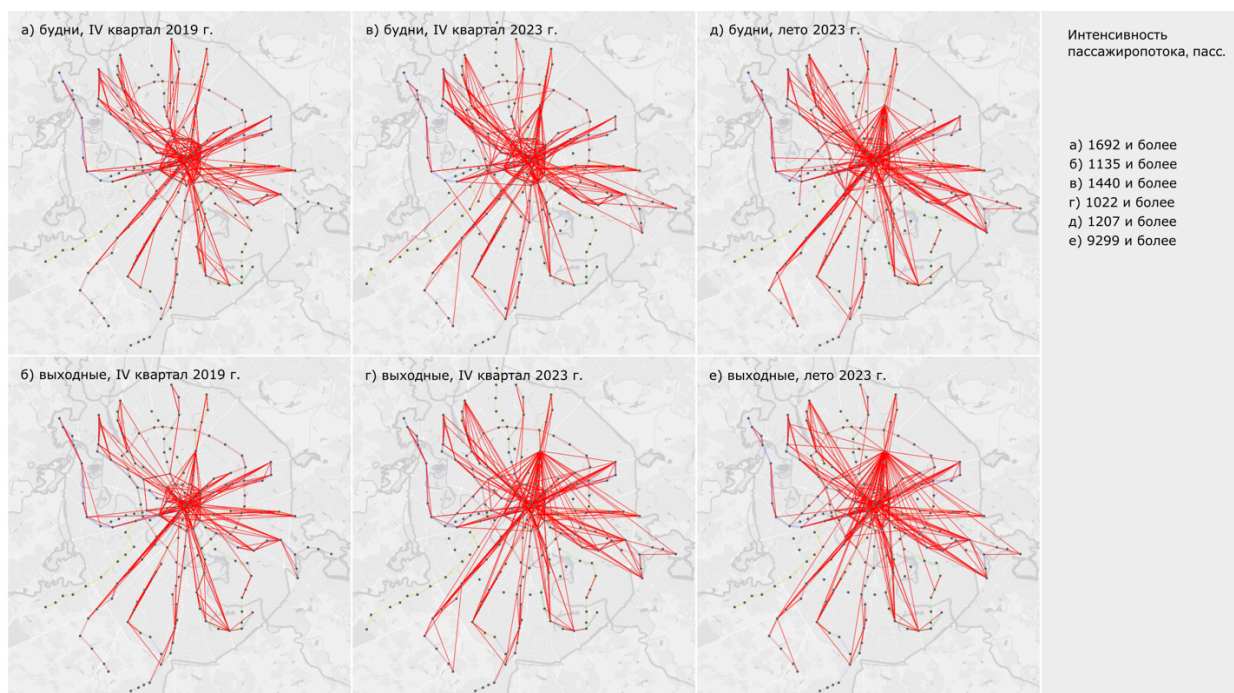 а) будни, IV квартал 2019 г.
в) будни, IV квартал 2023 г.
д) будни, лето 2023 г.
Интенсивность
пассажиропотока, пасс.
а) 1692 и более
б) 1135 и более
в) 1440 и более
г) 1022 и более
д) 1207 и более
е) 9299 и более
б) выходные, IV квартал 2019 г.
г) выходные, IV квартал 2023 г.
е) выходные, лето 2023 г.